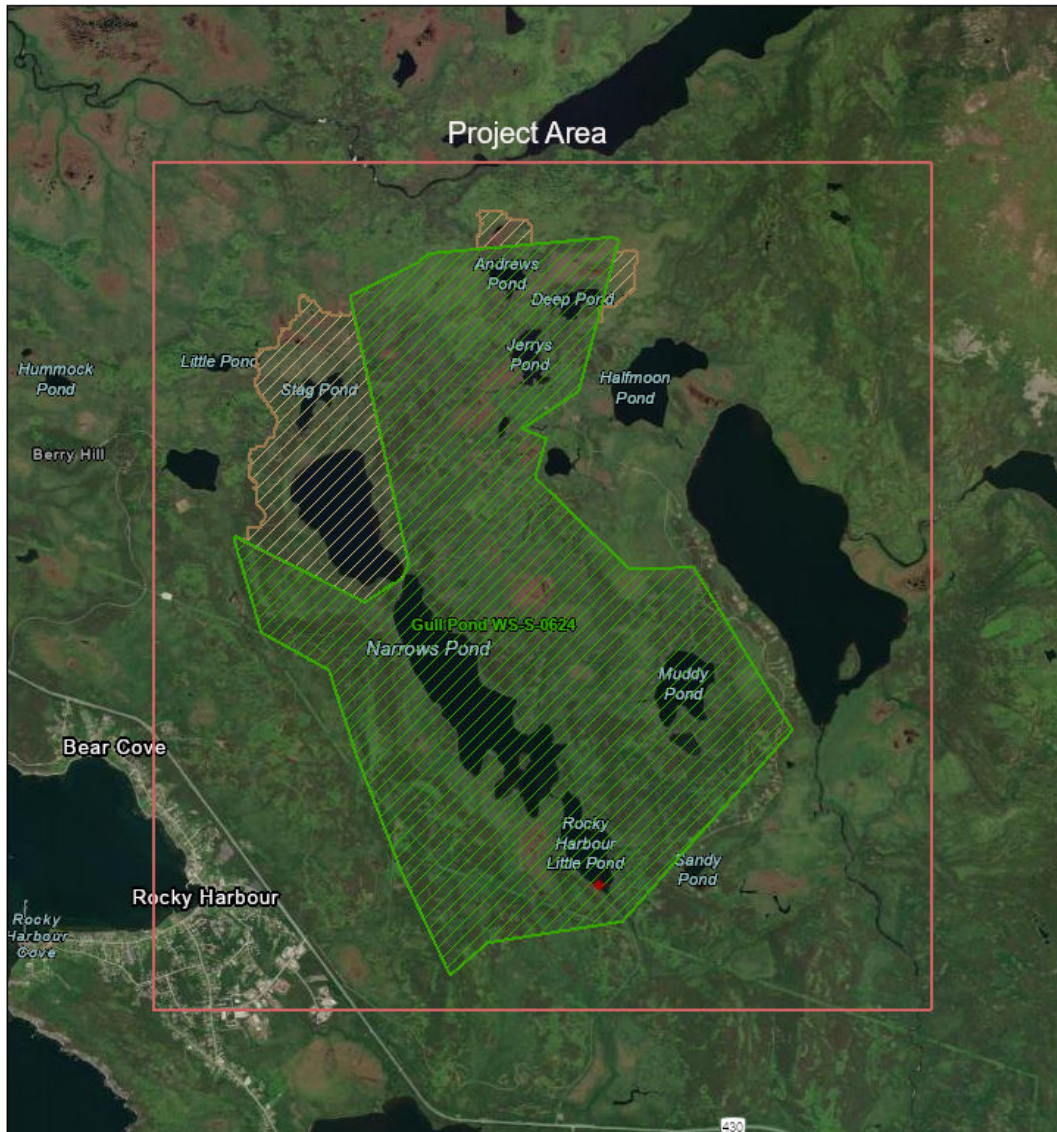 Project Area
Andrews
Pond
Deep Pond
Jerrys
Pond
Little Pond
Hummock
Pond
Stag Pond
Halfmoon
Pond
Berry Hill
Gull Pond WS-S-0624
Narrows Pond
Muddy
Pond
Bear Cove
Rocky
Harbour
Little Pond
Sandy
Pond
Rocky Harbour
Rocky
Harbour
Cove
430